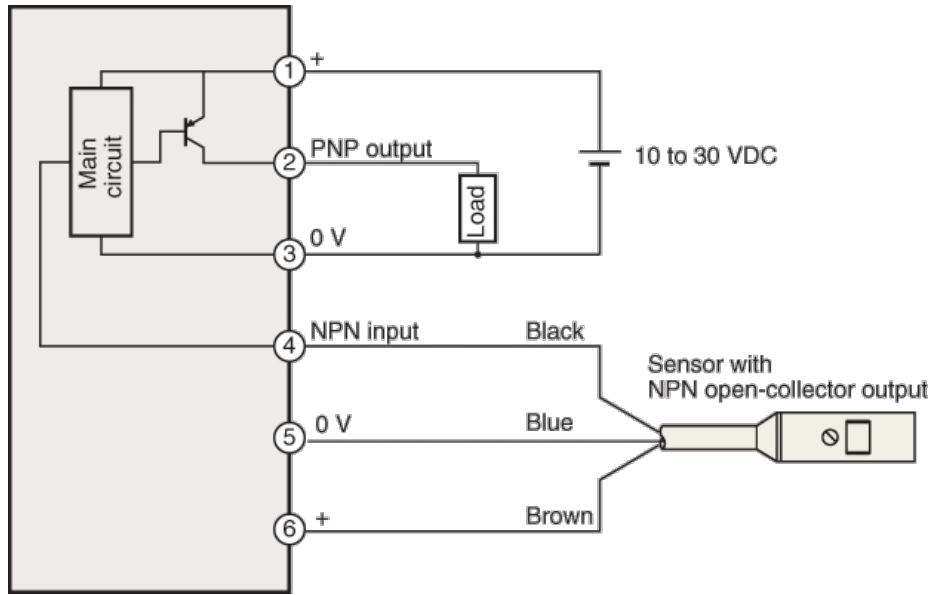 1 +
Main circuit
2 PNP output
Load
10 to 30 VDC
3 0 V
4 NPN input Black
Sensor with
NPN open-collector output
5 0 V Blue
6 + Brown